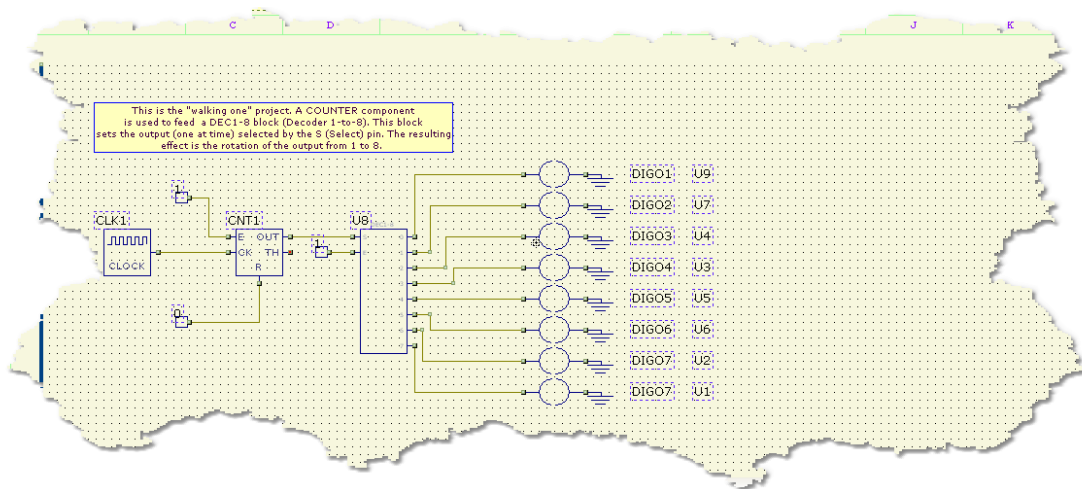 C D J K
This is the "walking one" project. A COUNTER component
is used to feed a DEC1-8 block (Decoder 1-to-8). This block
sets the output (one at time) selected by the S (Select) pin. The resulting
effect is the rotation of the output from 1 to 8.
DIGO1 U9
1
DIGO2 U7
CLK1 CNT1 U8
E OUT 1 DIGO3 U4
CK TH
CLOCK R DIGO4 U3
DIGO5 U5
0
DIGO6 U6
DIGO7 U2
DIGO7 U1